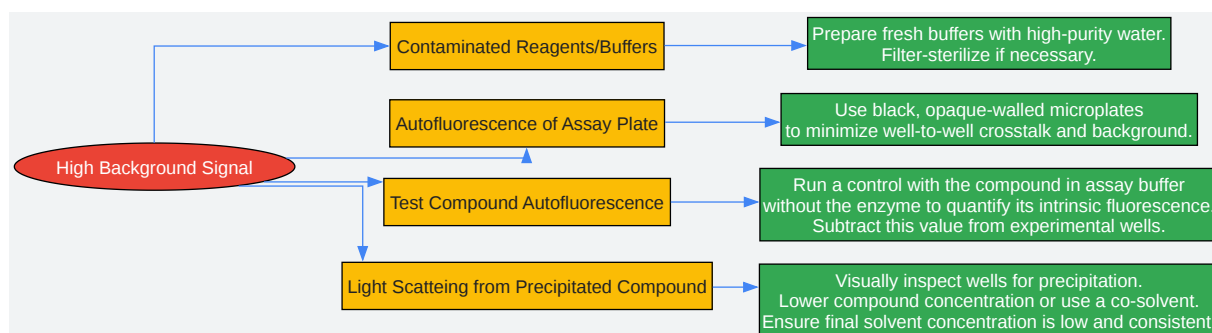 High Background Signal
Contaminated Reagents/Buffers
Prepare fresh buffers with high-purity water.
Filter-sterilize if necessary.
Autofluorescence of Assay Plate
Use black, opaque-walled microplates
to minimize well-to-well crosstalk and background.
Test Compound Autofluorescence
Run a control with the compound in assay buffer
without the enzyme to quantify its intrinsic fluorescence.
Subtract this value from experimental wells.
Light Scatteing from Precipitated Compound
Visually inspect wells for precipitation.
Lower compound concentration or use a co-solvent.
Ensure final solvent concentration is low and consistent